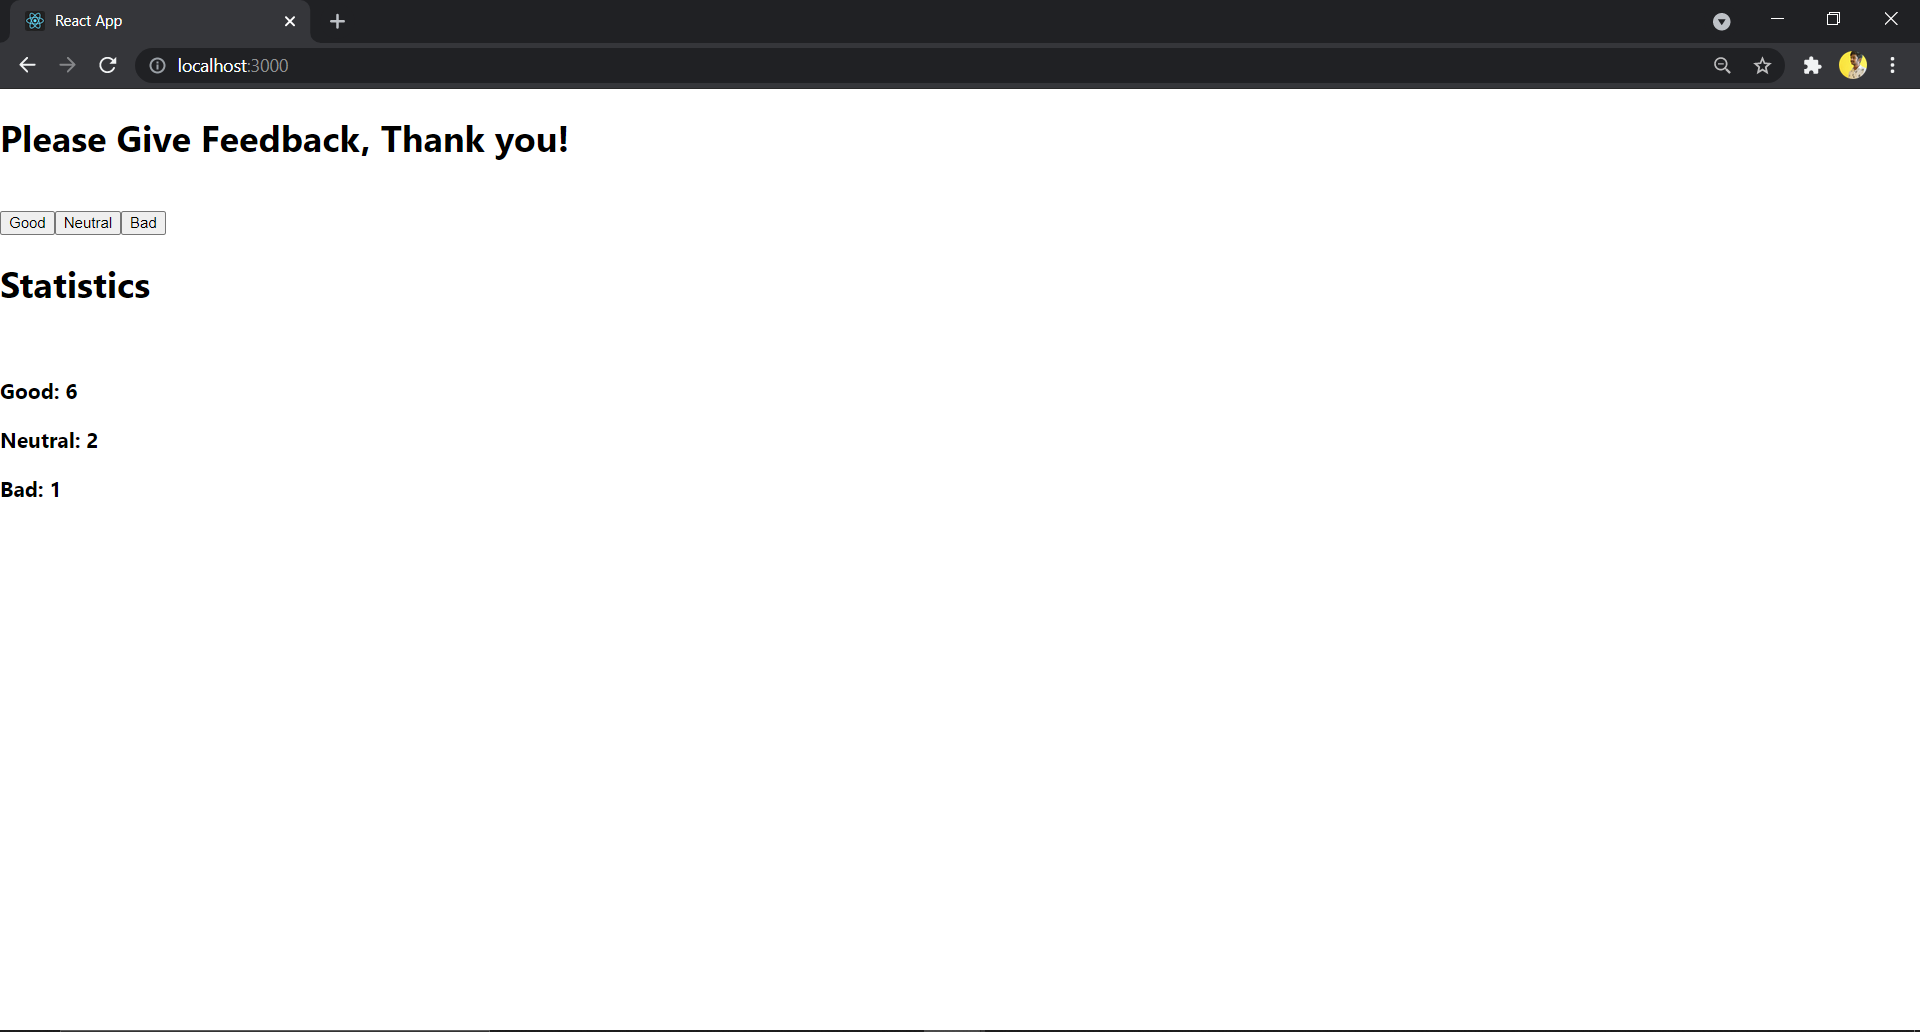 React App
localhost:3000
Please Give Feedback, Thank you!
Good Neutral Bad
Statistics
Good: 6
Neutral: 2
Bad: 1